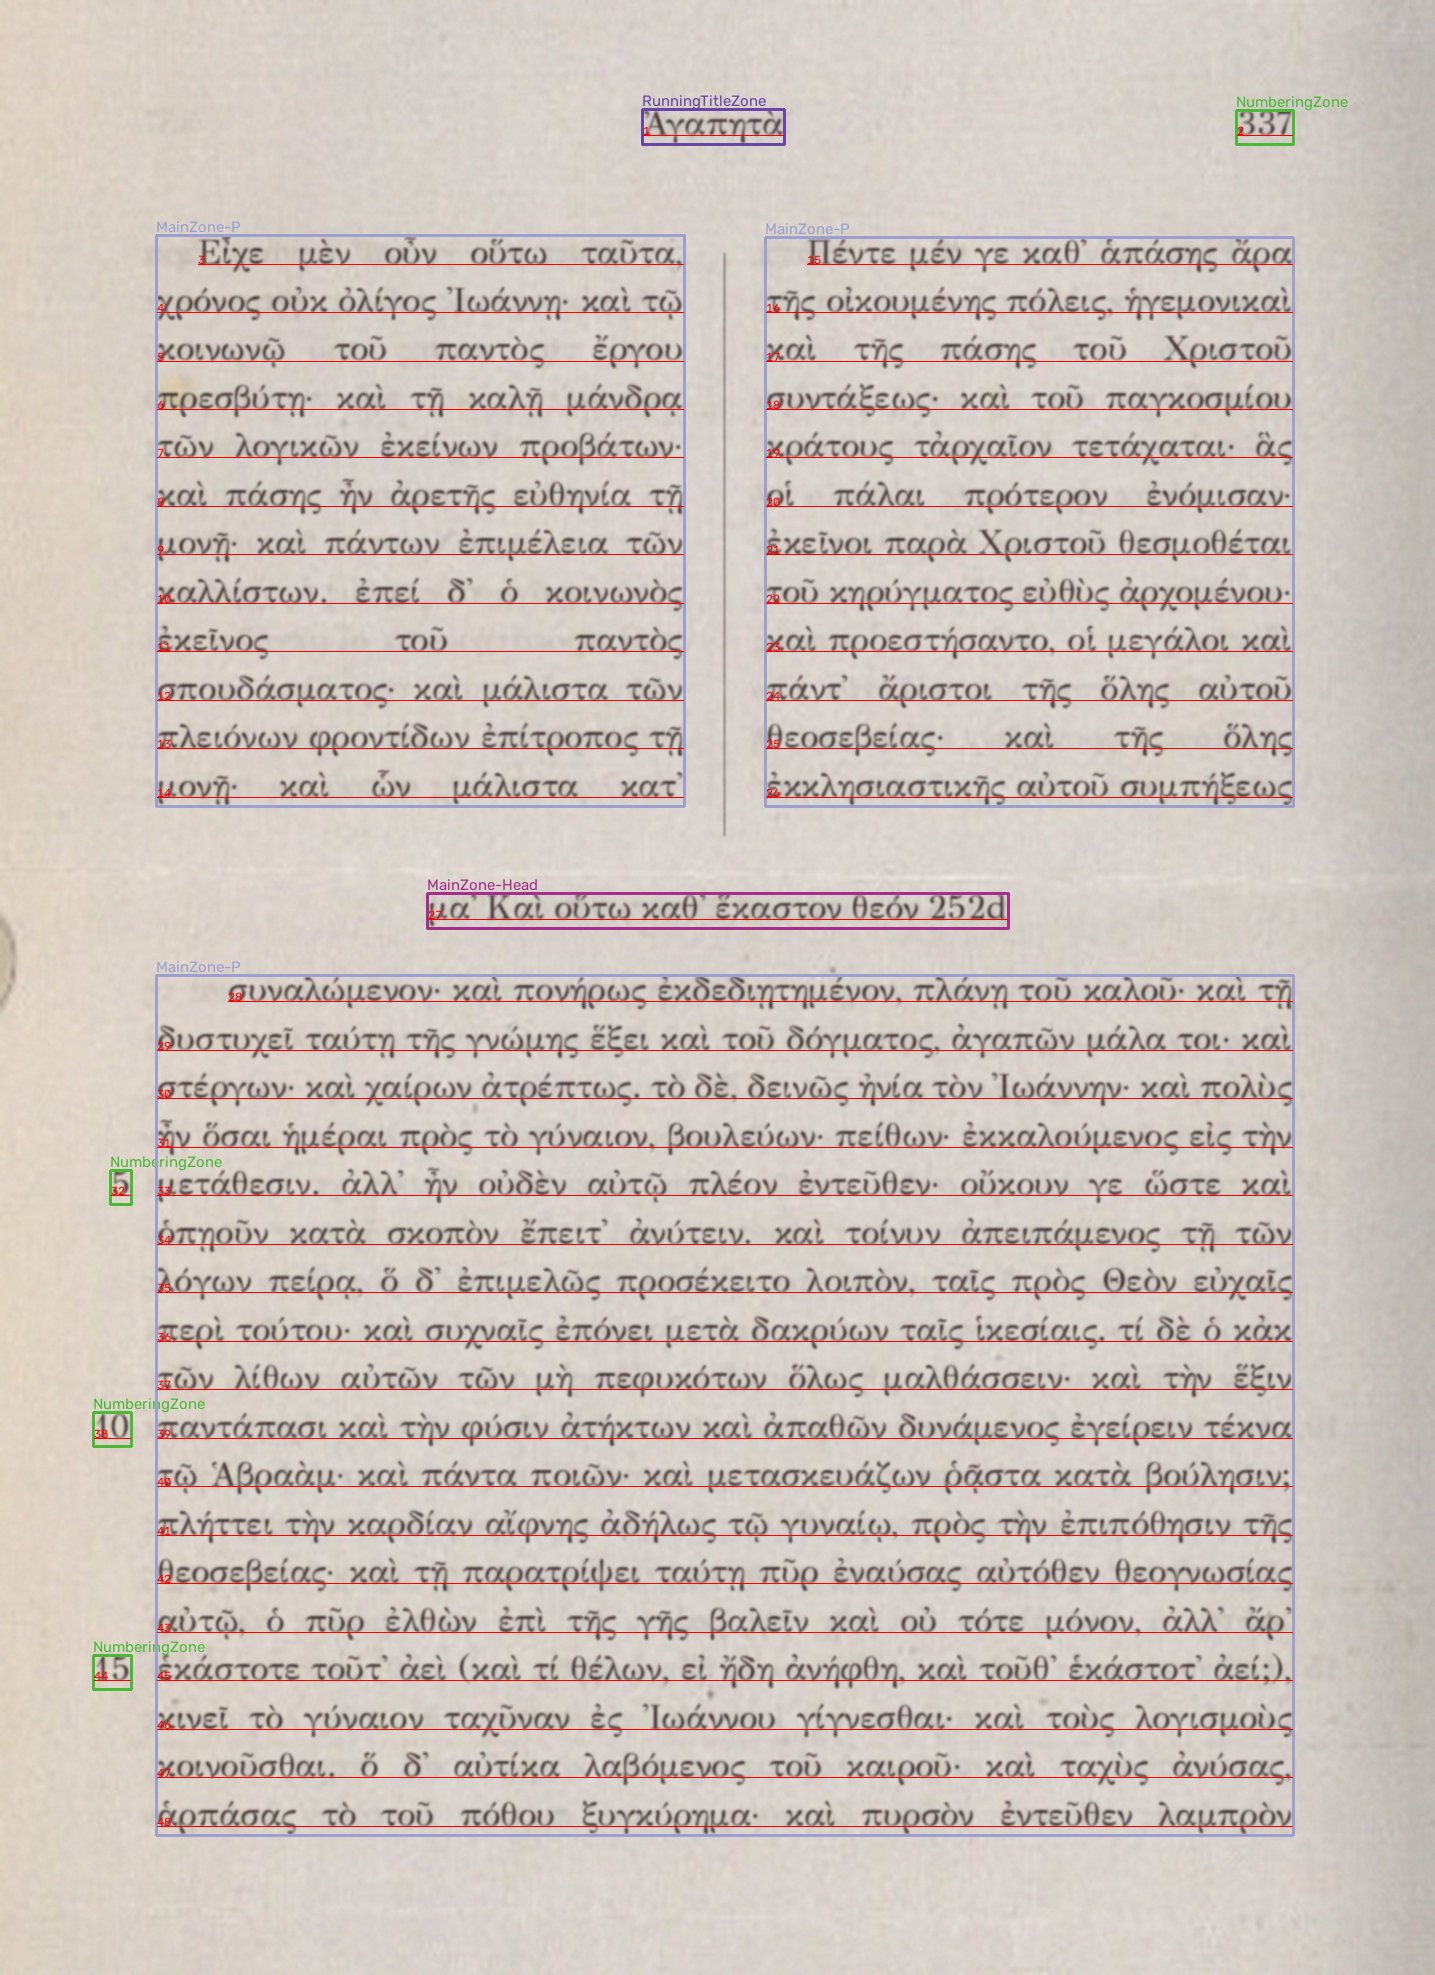 Ἀγαπητὰ
337
Εἶχε μὲν οὖν οὕτω ταῦτα,
χρόνος οὐκ ὀλίγος Ἰωάννῃ· καὶ τῷ
κοινωνῷ τοῦ παντὸς ἔργου
πρεσβύτῃ· καὶ τῇ καλῇ μάνδρᾳ
τῶν λογικῶν ἐκείνων προβάτων·
καὶ πάσης ἦν ἀρετῆς εὐθηνία τῇ
μονῇ· καὶ πάντων ἐπιμέλεια τῶν
καλλίστων. ἐπεί δ’ ὁ κοινωνὸς
ἐκεῖνος τοῦ παντὸς
σπουδάσματος· καὶ μάλιστα τῶν
πλειόνων φροντίδων ἐπίτροπος τῇ
μονῇ· καὶ ὧν μάλιστα κατ’
Πέντε μέν γε καθ’ ἁπάσης ἄρα
τῆς οἰκουμένης πόλεις, ἡγεμονικαὶ
καὶ τῆς πάσης τοῦ Χριστοῦ
συντάξεως· καὶ τοῦ παγκοσμίου
κράτους τἀρχαῖον τετάχαται· ἃς
οἱ πάλαι πρότερον ἐνόμισαν·
ἐκεῖνοι παρὰ Χριστοῦ θεσμοθέται
τοῦ κηρύγματος εὐθὺς ἀρχομένου·
καὶ προεστήσαντο, οἱ μεγάλοι καὶ
πάντ’ ἄριστοι τῆς ὅλης αὐτοῦ
θεοσεβείας· καὶ τῆς ὅλης
ἐκκλησιαστικῆς αὐτοῦ συμπήξεως
μα’ Καὶ οὕτω καθ’ ἕκαστον θεόν 252d
συναλώμενον· καὶ πονήρως ἐκδεδιῃτημένον, πλάνῃ τοῦ καλοῦ· καὶ τῇ
δυστυχεῖ ταύτῃ τῆς γνώμης ἕξει καὶ τοῦ δόγματος, ἀγαπῶν μάλα τοι· καὶ
στέργων· καὶ χαίρων ἀτρέπτως. τὸ δὲ, δεινῶς ἠνία τὸν Ἰωάννην· καὶ πολὺς
ἦν ὅσαι ἡμέραι πρὸς τὸ γύναιον, βουλεύων· πείθων· ἐκκαλούμενος εἰς τὴν
5
μετάθεσιν. ἀλλ’ ἦν οὐδὲν αὐτῷ πλέον ἐντεῦθεν· οὔκουν γε ὥστε καὶ
ὁπῃοῦν κατὰ σκοπὸν ἔπειτ’ ἀνύτειν. καὶ τοίνυν ἀπειπάμενος τῇ τῶν
λόγων πείρᾳ, ὅ δ’ ἐπιμελῶς προσέκειτο λοιπὸν, ταῖς πρὸς Θεὸν εὐχαῖς
περὶ τούτου· καὶ συχναῖς ἐπόνει μετὰ δακρύων ταῖς ἱκεσίαις. τί δὲ ὁ κἀκ
τῶν λίθων αὐτῶν τῶν μὴ πεφυκότων ὅλως μαλθάσσειν· καὶ τὴν ἕξιν
10
παντάπασι καὶ τὴν φύσιν ἀτήκτων καὶ ἀπαθῶν δυνάμενος ἐγείρειν τέκνα
τῷ Ἀβραὰμ· καὶ πάντα ποιῶν· καὶ μετασκευάζων ῥᾷστα κατὰ βούλησιν;
πλήττει τὴν καρδίαν αἴφνης ἀδήλως τῷ γυναίῳ, πρὸς τὴν ἐπιπόθησιν τῆς
θεοσεβείας· καὶ τῇ παρατρίψει ταύτῃ πῦρ ἐναύσας αὐτόθεν θεογνωσίας
αὐτῷ, ὁ πῦρ ἐλθὼν ἐπὶ τῆς γῆς βαλεῖν καὶ οὐ τότε μόνον, ἀλλ’ ἄρ’
15
ἑκάστοτε τοῦτ’ ἀεὶ (καὶ τί θέλων, εἰ ἤδη ἀνήφθη, καὶ τοῦθ’ ἑκάστοτ’ ἀεί;),
κινεῖ τὸ γύναιον ταχῦναν ἐς Ἰωάννου γίγνεσθαι· καὶ τοὺς λογισμοὺς
κοινοῦσθαι. ὅ δ’ αὐτίκα λαβόμενος τοῦ καιροῦ· καὶ ταχὺς ἀνύσας,
ἁρπάσας τὸ τοῦ πόθου ξυγκύρημα· καὶ πυρσὸν ἐντεῦθεν λαμπρὸν